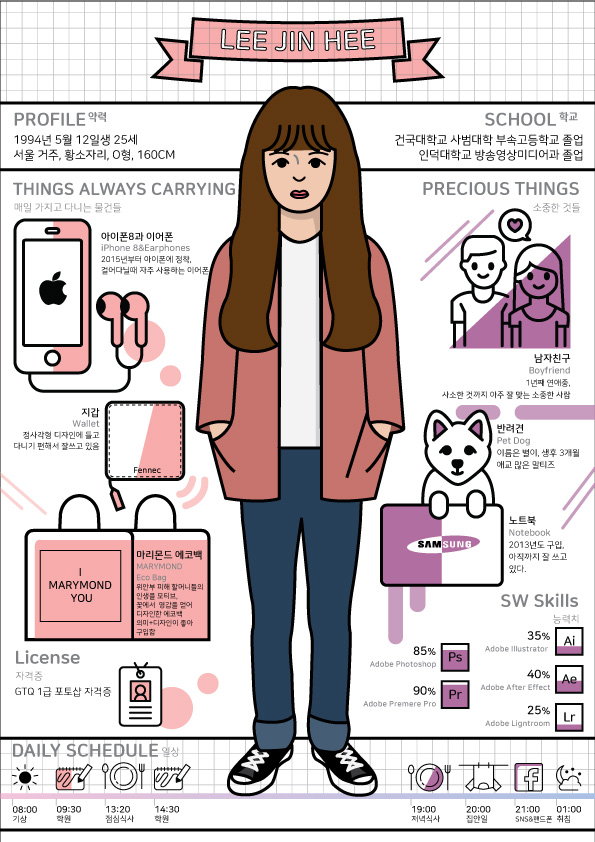 LEE JIN HEE
PROFILE 약력
1994년 5월 12일생 25세
서울 거주, 황소자리, O형, 160CM
SCHOOL 학교
건국대학교 사범대학 부속고등학교 졸업
인덕대학교 방송영상미디어과 졸업
THINGS ALWAYS CARRYING
매일 가지고 다니는 물건들
아이폰8과 이어폰
iPhone 8&Earphones
2015년부터 아이폰에 정착,
걸어다닐때 자주 사용하는 이어폰
지갑
Wallet
정사각형 디자인에 들고
다니기 편해서 잘쓰고 있음
Fennec
I
MARYMOND
YOU
마리몬드 에코백
MARYMOND
Eco Bag
위안부 피해 할머니들의
인생을 모티브,
꽃에서 영감을 얻어
디자인한 에코백
의미+디자인이 좋아
구입함
License
자격증
GTQ 1급 포토샵 자격증
PRECIOUS THINGS
소중한 것들
남자친구
Boyfriend
1년째 연애중,
사소한 것까지 아주 잘 맞는 소중한 사람
반려견
Pet Dog
이름은 별이, 생후 3개월
애교 많은 말티즈
노트북
Notebook
2013년도 구입,
아직까지 잘 쓰고
있다.
SAMSUNG
SW Skills
능력치
85%
Adobe Photoshop
Ps
90%
Adobe Premere Pro
Pr
35%
Adobe Illustrator
Ai
40%
Adobe After Effect
Ae
25%
Adobe Ligntroom
Lr
DAILY SCHEDULE 일상
08:00
기상
09:30
학원
13:20
점심식사
14:30
학원
19:00
저녁식사
20:00
집안일
21:00
SNS&핸드폰
01:00
취침